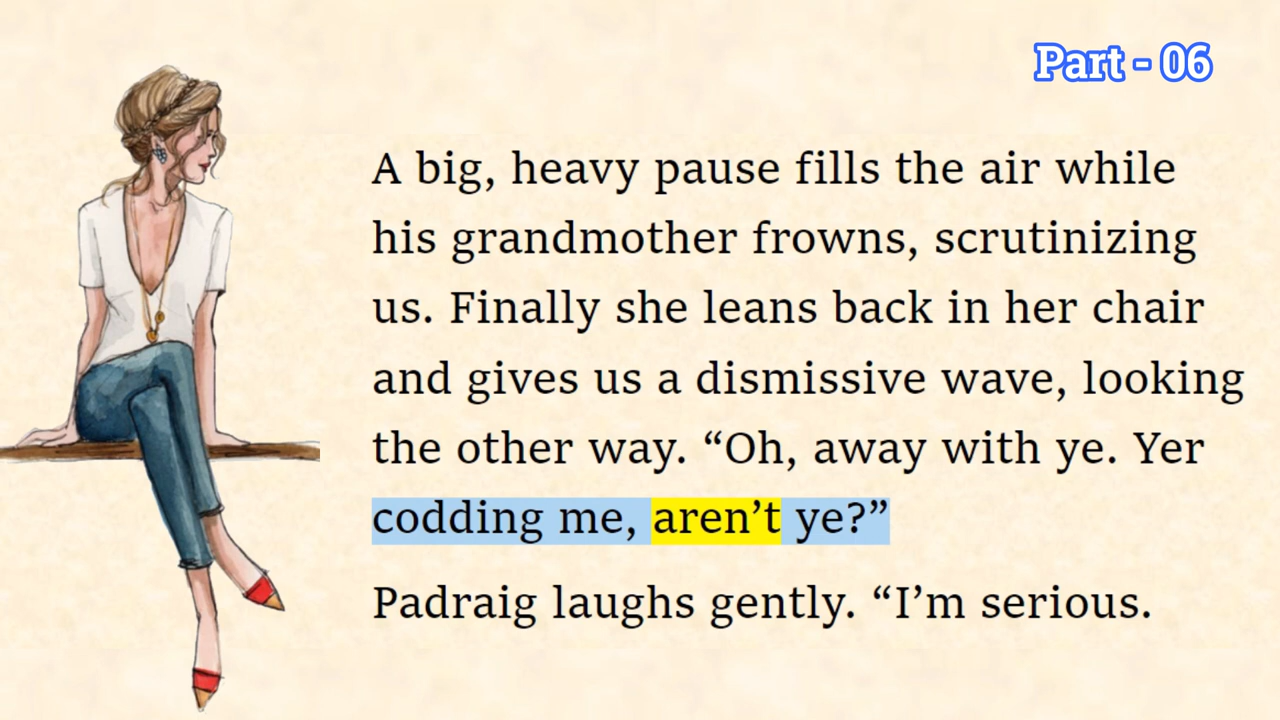 Part - 06
A big, heavy pause fills the air while
his grandmother frowns, scrutinizing
us. Finally she leans back in her chair
and gives us a dismissive wave, looking
the other way. “Oh, away with ye. Yer
codding me, aren’t ye?”
Padraig laughs gently. “I’m serious.